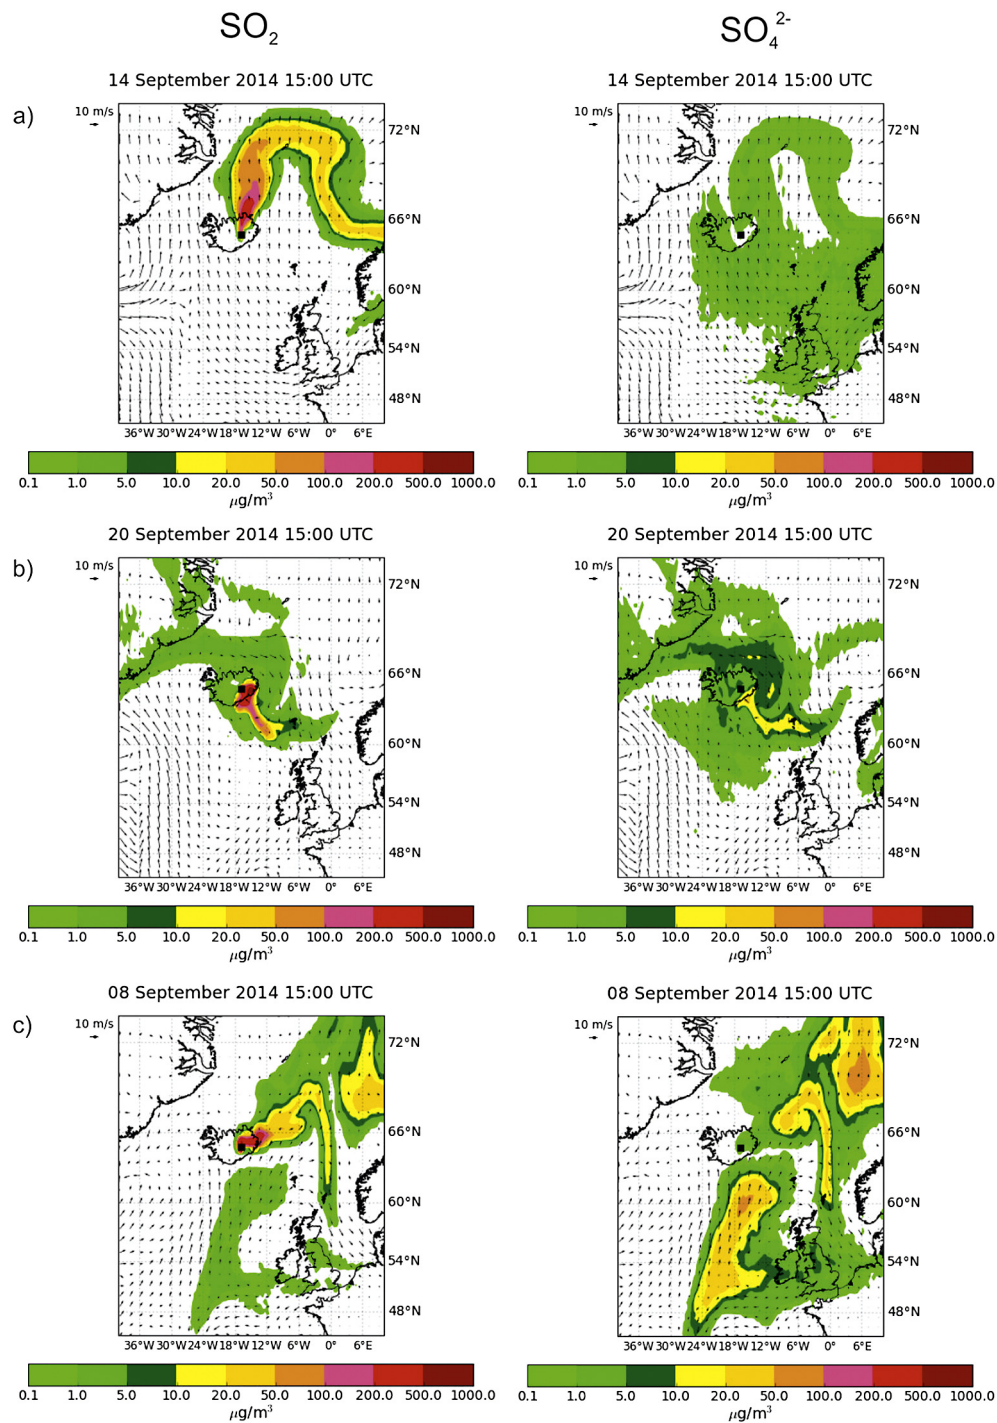 SO2 SO4 2-
14 September 2014 15:00 UTC 14 September 2014 15:00 UTC
a)
10 m/s 10 m/s
72°N 72°N
66°N 66°N
60°N 60°N
54°N 54°N
48°N 48°N
36°W 30°W 24°W 18°W 12°W 6°W 0° 6°E 36°W 30°W 24°W 18°W 12°W 6°W 0° 6°E
0.1 1.0 5.0 10.0 20.0 50.0 100.0 200.0 500.0 1000.0 0.1 1.0 5.0 10.0 20.0 50.0 100.0 200.0 500.0 1000.0
μg/m³ μg/m³
20 September 2014 15:00 UTC 20 September 2014 15:00 UTC
b)
10 m/s 10 m/s
72°N 72°N
66°N 66°N
60°N 60°N
54°N 54°N
48°N 48°N
36°W 30°W 24°W 18°W 12°W 6°W 0° 6°E 36°W 30°W 24°W 18°W 12°W 6°W 0° 6°E
0.1 1.0 5.0 10.0 20.0 50.0 100.0 200.0 500.0 1000.0 0.1 1.0 5.0 10.0 20.0 50.0 100.0 200.0 500.0 1000.0
μg/m³ μg/m³
08 September 2014 15:00 UTC 08 September 2014 15:00 UTC
c)
10 m/s 10 m/s
72°N 72°N
66°N 66°N
60°N 60°N
54°N 54°N
48°N 48°N
36°W 30°W 24°W 18°W 12°W 6°W 0° 6°E 36°W 30°W 24°W 18°W 12°W 6°W 0° 6°E
0.1 1.0 5.0 10.0 20.0 50.0 100.0 200.0 500.0 1000.0 0.1 1.0 5.0 10.0 20.0 50.0 100.0 200.0 500.0 1000.0
μg/m³ μg/m³